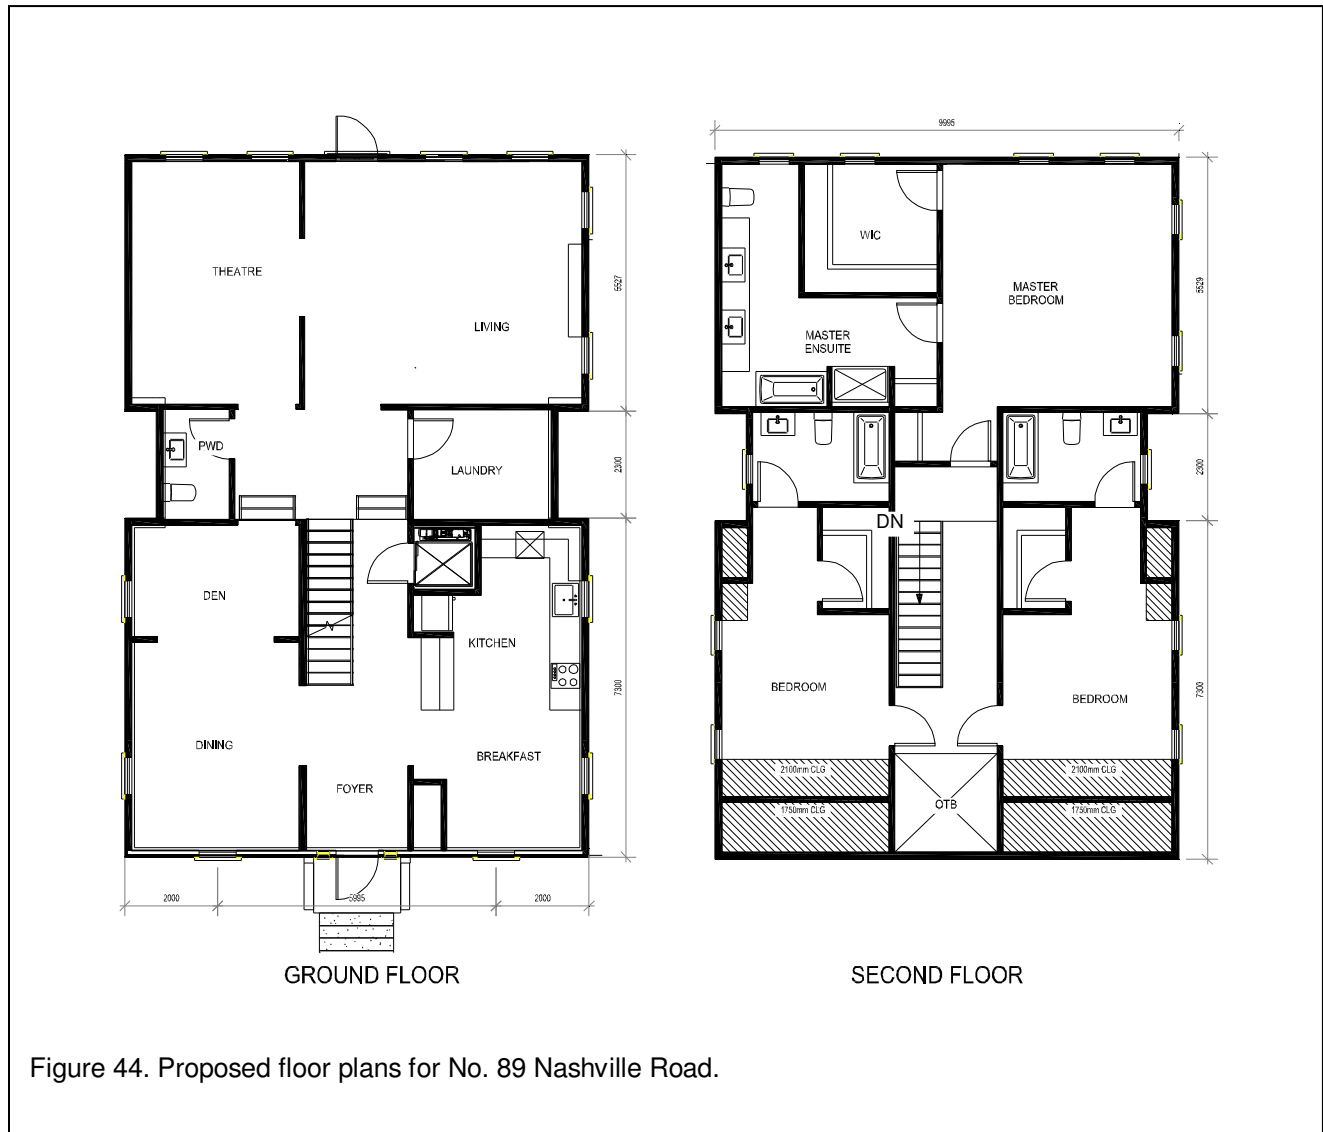 9995
THEATRE
LIVING
5527
PWD
LAUNDRY
2300
DEN
KITCHEN
7300
DINING
BREAKFAST
FOYER
2000
5995
2000
GROUND FLOOR
WIC
MASTER
BEDROOM
5529
MASTER
ENSUITE
2300
DN
BEDROOM
BEDROOM
7300
2100mm CLG
2100mm CLG
OTB
1750mm CLG
1750mm CLG
SECOND FLOOR
Figure 44. Proposed floor plans for No. 89 Nashville Road.